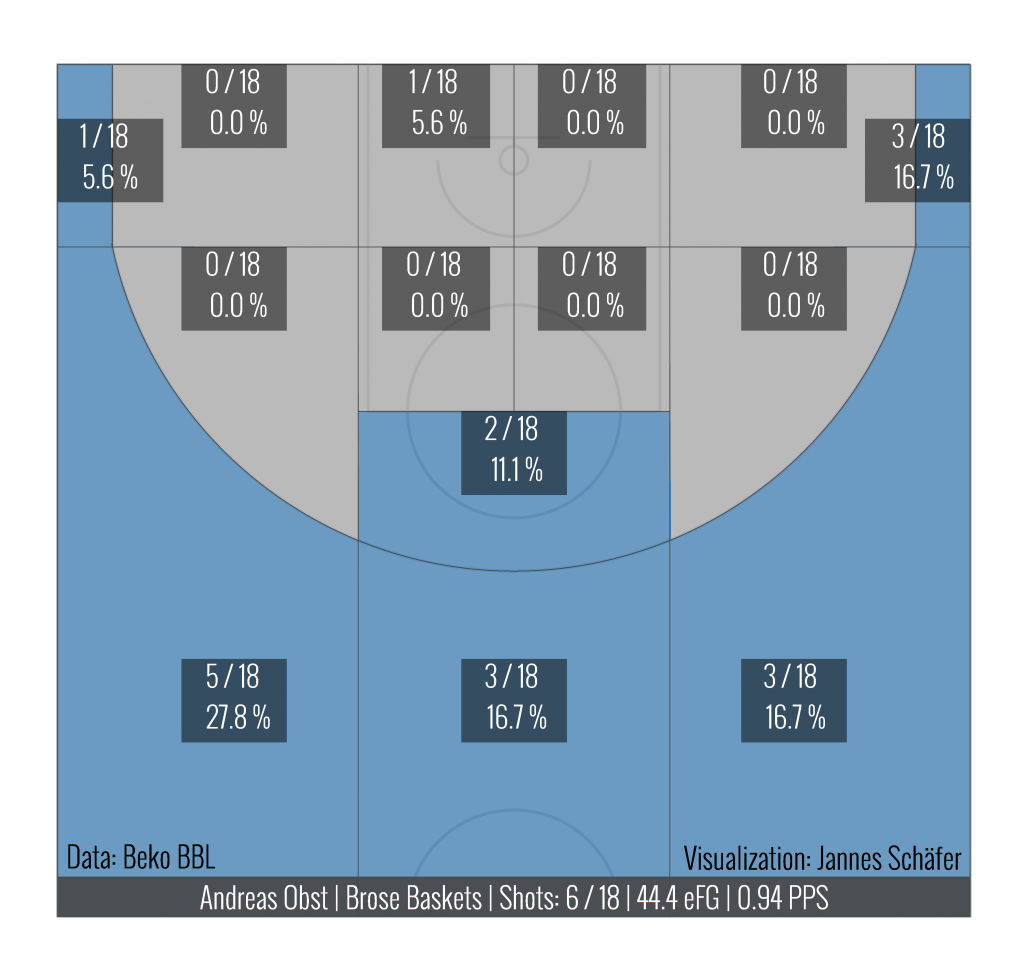 0 / 18
0.0 %
1 / 18
5.6 %
0 / 18
0.0 %
0 / 18
0.0 %
1 / 18
5.6 %
3 / 18
16.7 %
0 / 18
0.0 %
0 / 18
0.0 %
0 / 18
0.0 %
0 / 18
0.0 %
2 / 18
11.1 %
5 / 18
27.8 %
3 / 18
16.7 %
3 / 18
16.7 %
Data: Beko BBL
Visualization: Jannes Schäfer
Andreas Obst | Brose Baskets | Shots: 6 / 18 | 44.4 eFG | 0.94 PPS